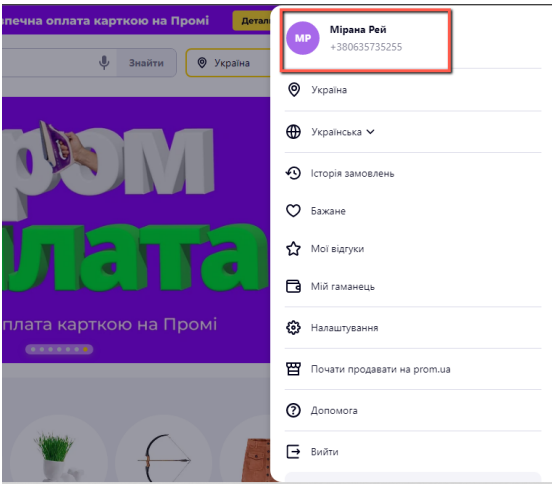 печна оплата карткою на Промі
Детал
Знайти
Україна
ром
лата
плата карткою на Промі
МР
Мірана Рей
+380635735255
Україна
Українська
Історія замовлень
Бажане
Мої відгуки
Мій гаманець
Налаштування
Почати продавати на prom.ua
Допомога
Вийти